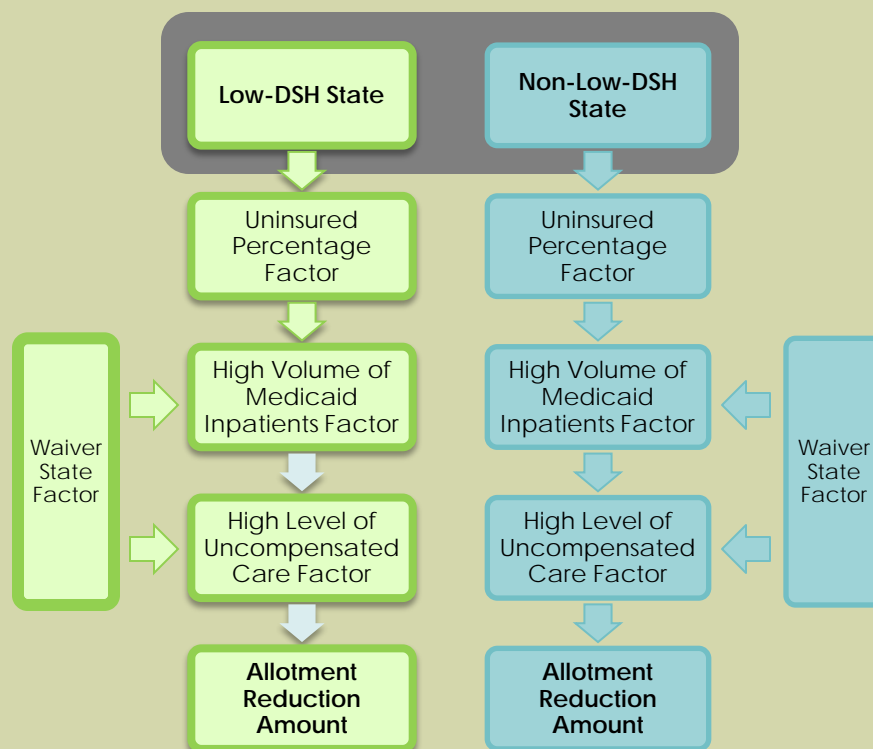 Low-DSH State
Non-Low-DSH
State
Uninsured
Percentage
Factor
Uninsured
Percentage
Factor
Waiver
State
Factor
High Volume of
Medicaid
Inpatients Factor
High Volume of
Medicaid
Inpatients Factor
Waiver
State
Factor
High Level of
Uncompensated
Care Factor
High Level of
Uncompensated
Care Factor
Allotment
Reduction
Amount
Allotment
Reduction
Amount